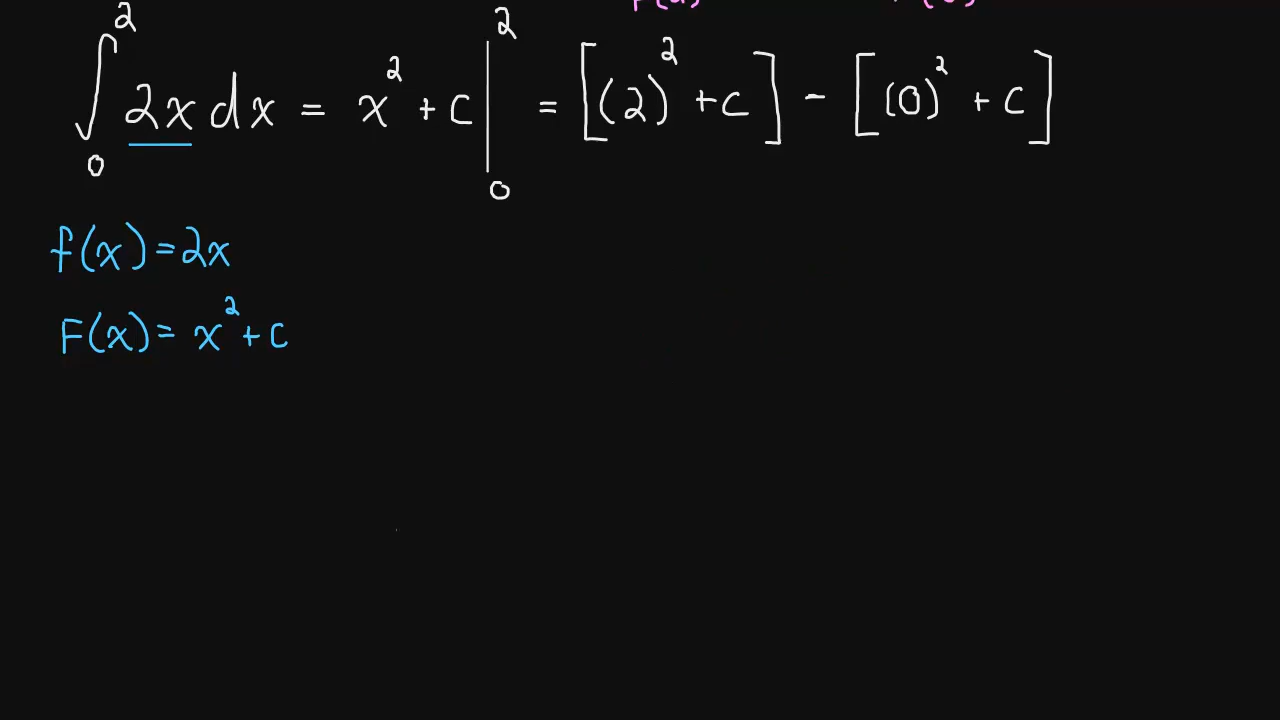 ∫₀² 2x dx = x² + c |₀² = [(2)² + c] - [(0)² + c]
f(x) = 2x
F(x) = x² + c